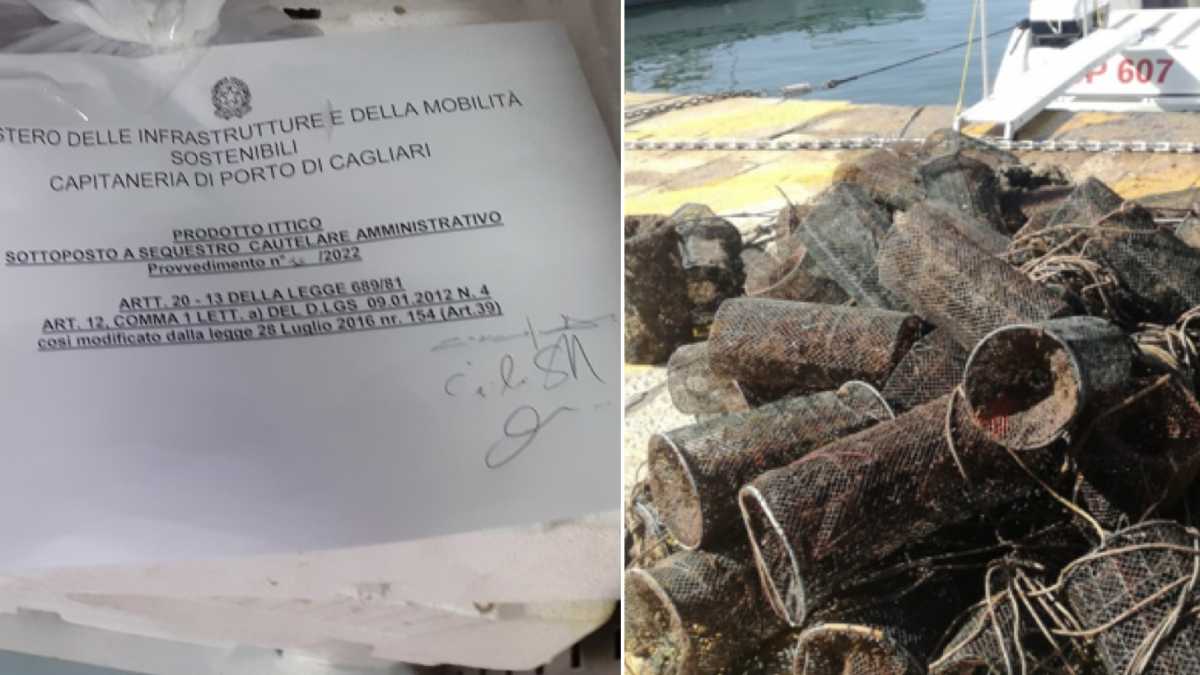 STERO DELLE INFRASTRUTTURE E DELLA MOBILITÀ
SOSTENIBILI
CAPITANERIA DI PORTO DI CAGLIARI
PRODOTTO ITTICO
SOTTOPOSTO A SEQUESTRO CAUTELARE AMMINISTRATIVO
Provvedimento n° /2022
ARTT. 20 - 13 DELLA LEGGE 689/81
ART. 12, COMMA 1 LETT. a) DEL D.LGS 09.01.2012 N. 4
così modificato dalla legge 28 Luglio 2016 nr. 154 (Art.39)
P 607